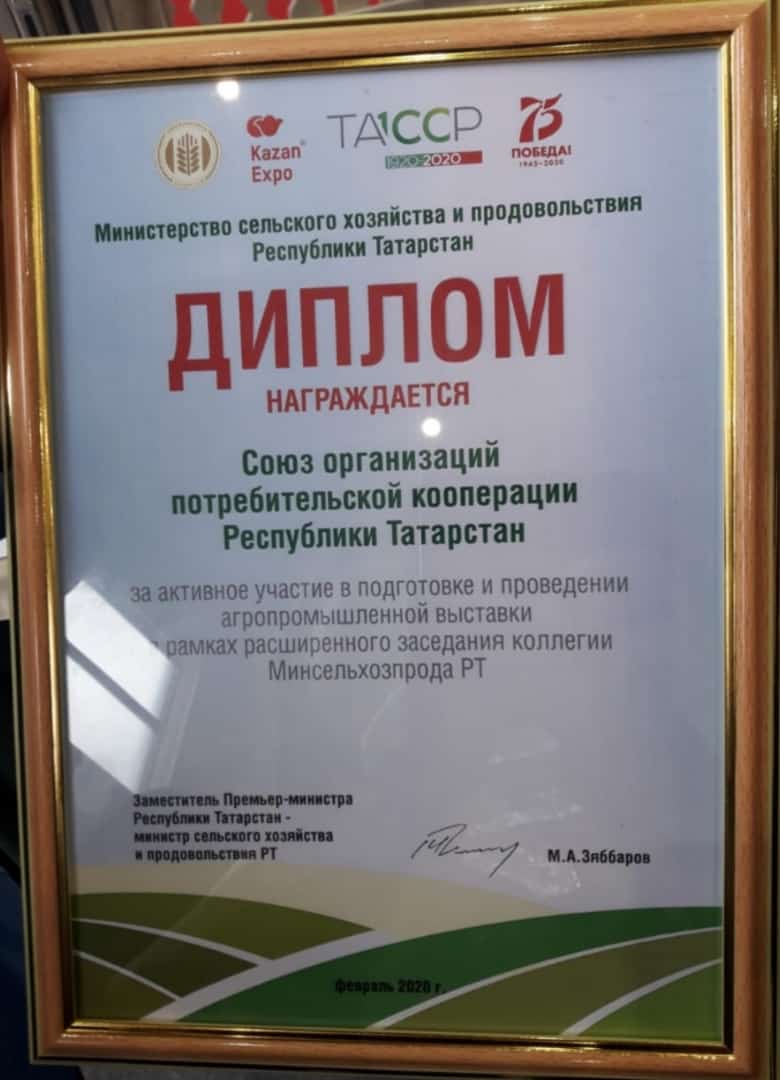 Kazan
Expo
ТА1ССР
1920-2020
75
ПОБЕДА!
1945-2020
Министерство сельского хозяйства и продовольствия
Республики Татарстан
ДИПЛОМ
НАГРАЖДАЕТСЯ
Союз организаций
потребительской кооперации
Республики Татарстан
за активное участие в подготовке и проведении
агропромышленной выставки
в рамках расширенного заседания коллегии
Минсельхозпрода РТ
Заместитель Премьер-министра
Республики Татарстан -
министр сельского хозяйства
и продовольствия РТ
М.А.Зяббаров
февраль 2020 г.